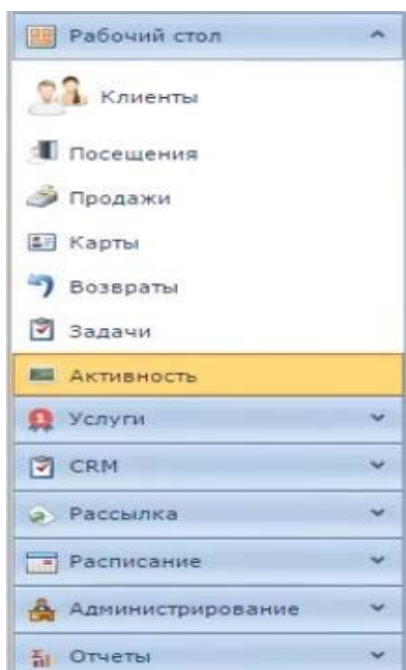 Рабочий стол
Клиенты
Посещения
Продажи
Карты
Возвраты
Задачи
Активность
Услуги
CRM
Рассылка
Расписание
Администрирование
Отчеты